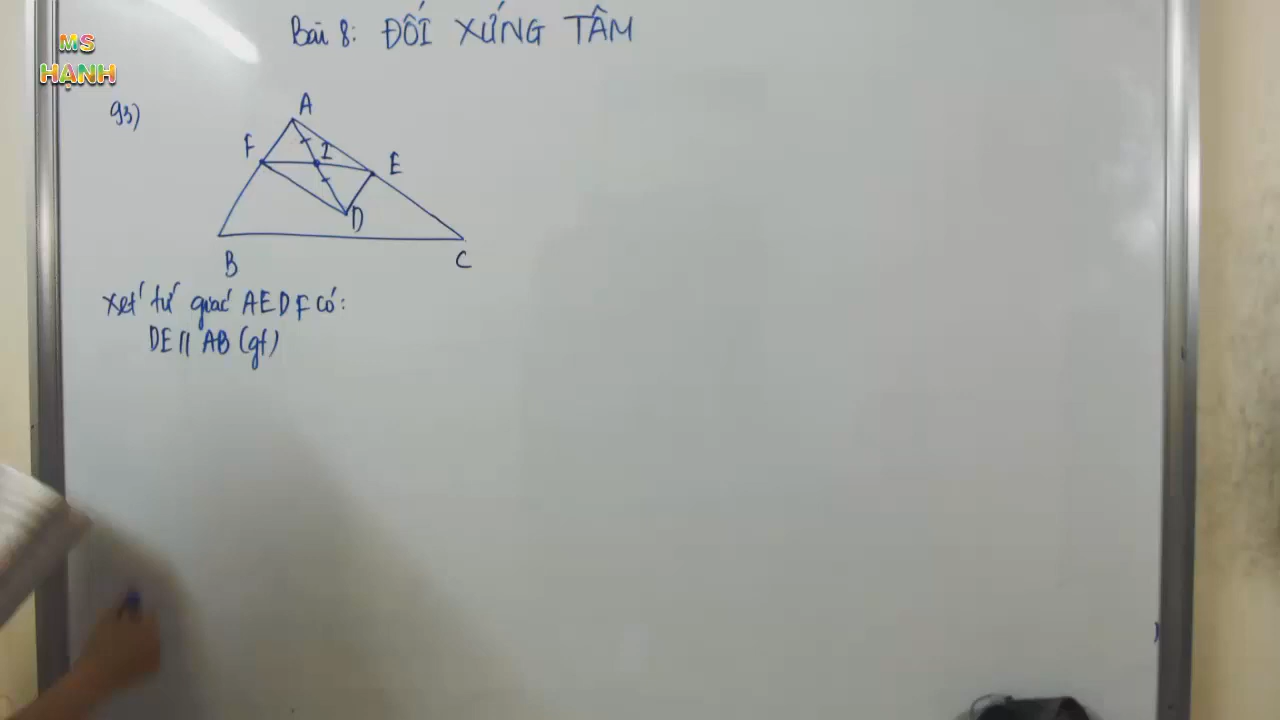 MS
HẠNH
Bài 8: ĐỐI XỨNG TÂM
93)
A
F
I
E
D
B
C
Xét tứ giác AEDF có:
DE // AB (gt)